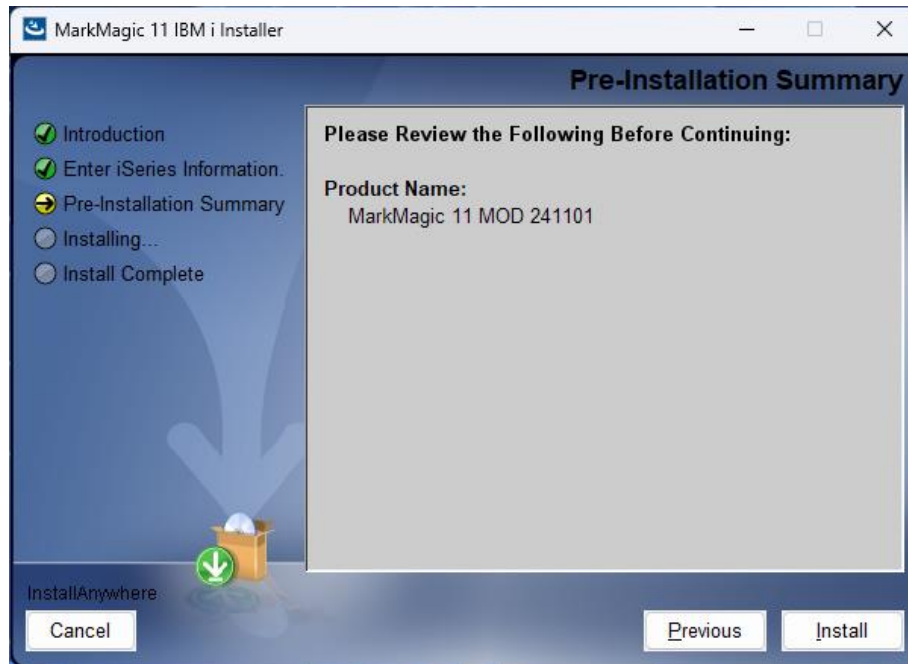 MarkMagic 11 IBM i Installer
Pre-Installation Summary
Introduction
Enter iSeries Information.
Pre-Installation Summary
Installing...
Install Complete
Please Review the Following Before Continuing:
Product Name:
MarkMagic 11 MOD 241101
InstallAnywhere
Cancel
Previous
Install